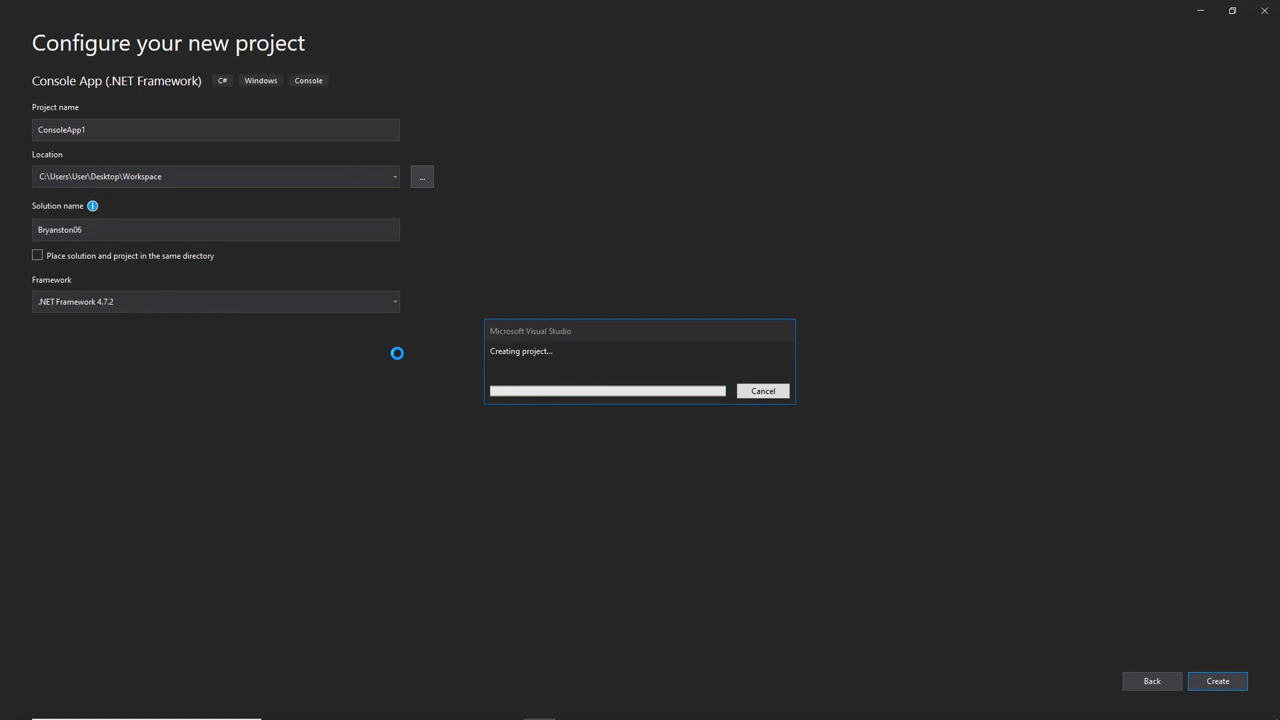 Configure your new project
Console App (.NET Framework) C# Windows Console
Project name
ConsoleApp1
Location
C:\Users\User\Desktop\Workspace
...
Solution name i
Bryanston06
Place solution and project in the same directory
Framework
.NET Framework 4.7.2
Microsoft Visual Studio
Creating project...
Cancel
Back Create